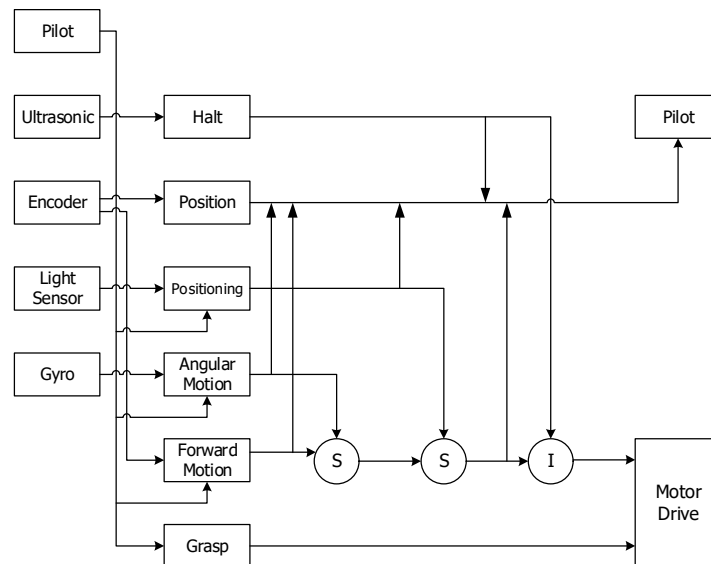 Pilot
Ultrasonic
Halt
Pilot
Encoder
Position
Light
Sensor
Positioning
Gyro
Angular
Motion
Forward
Motion
S
S
I
Motor
Drive
Grasp